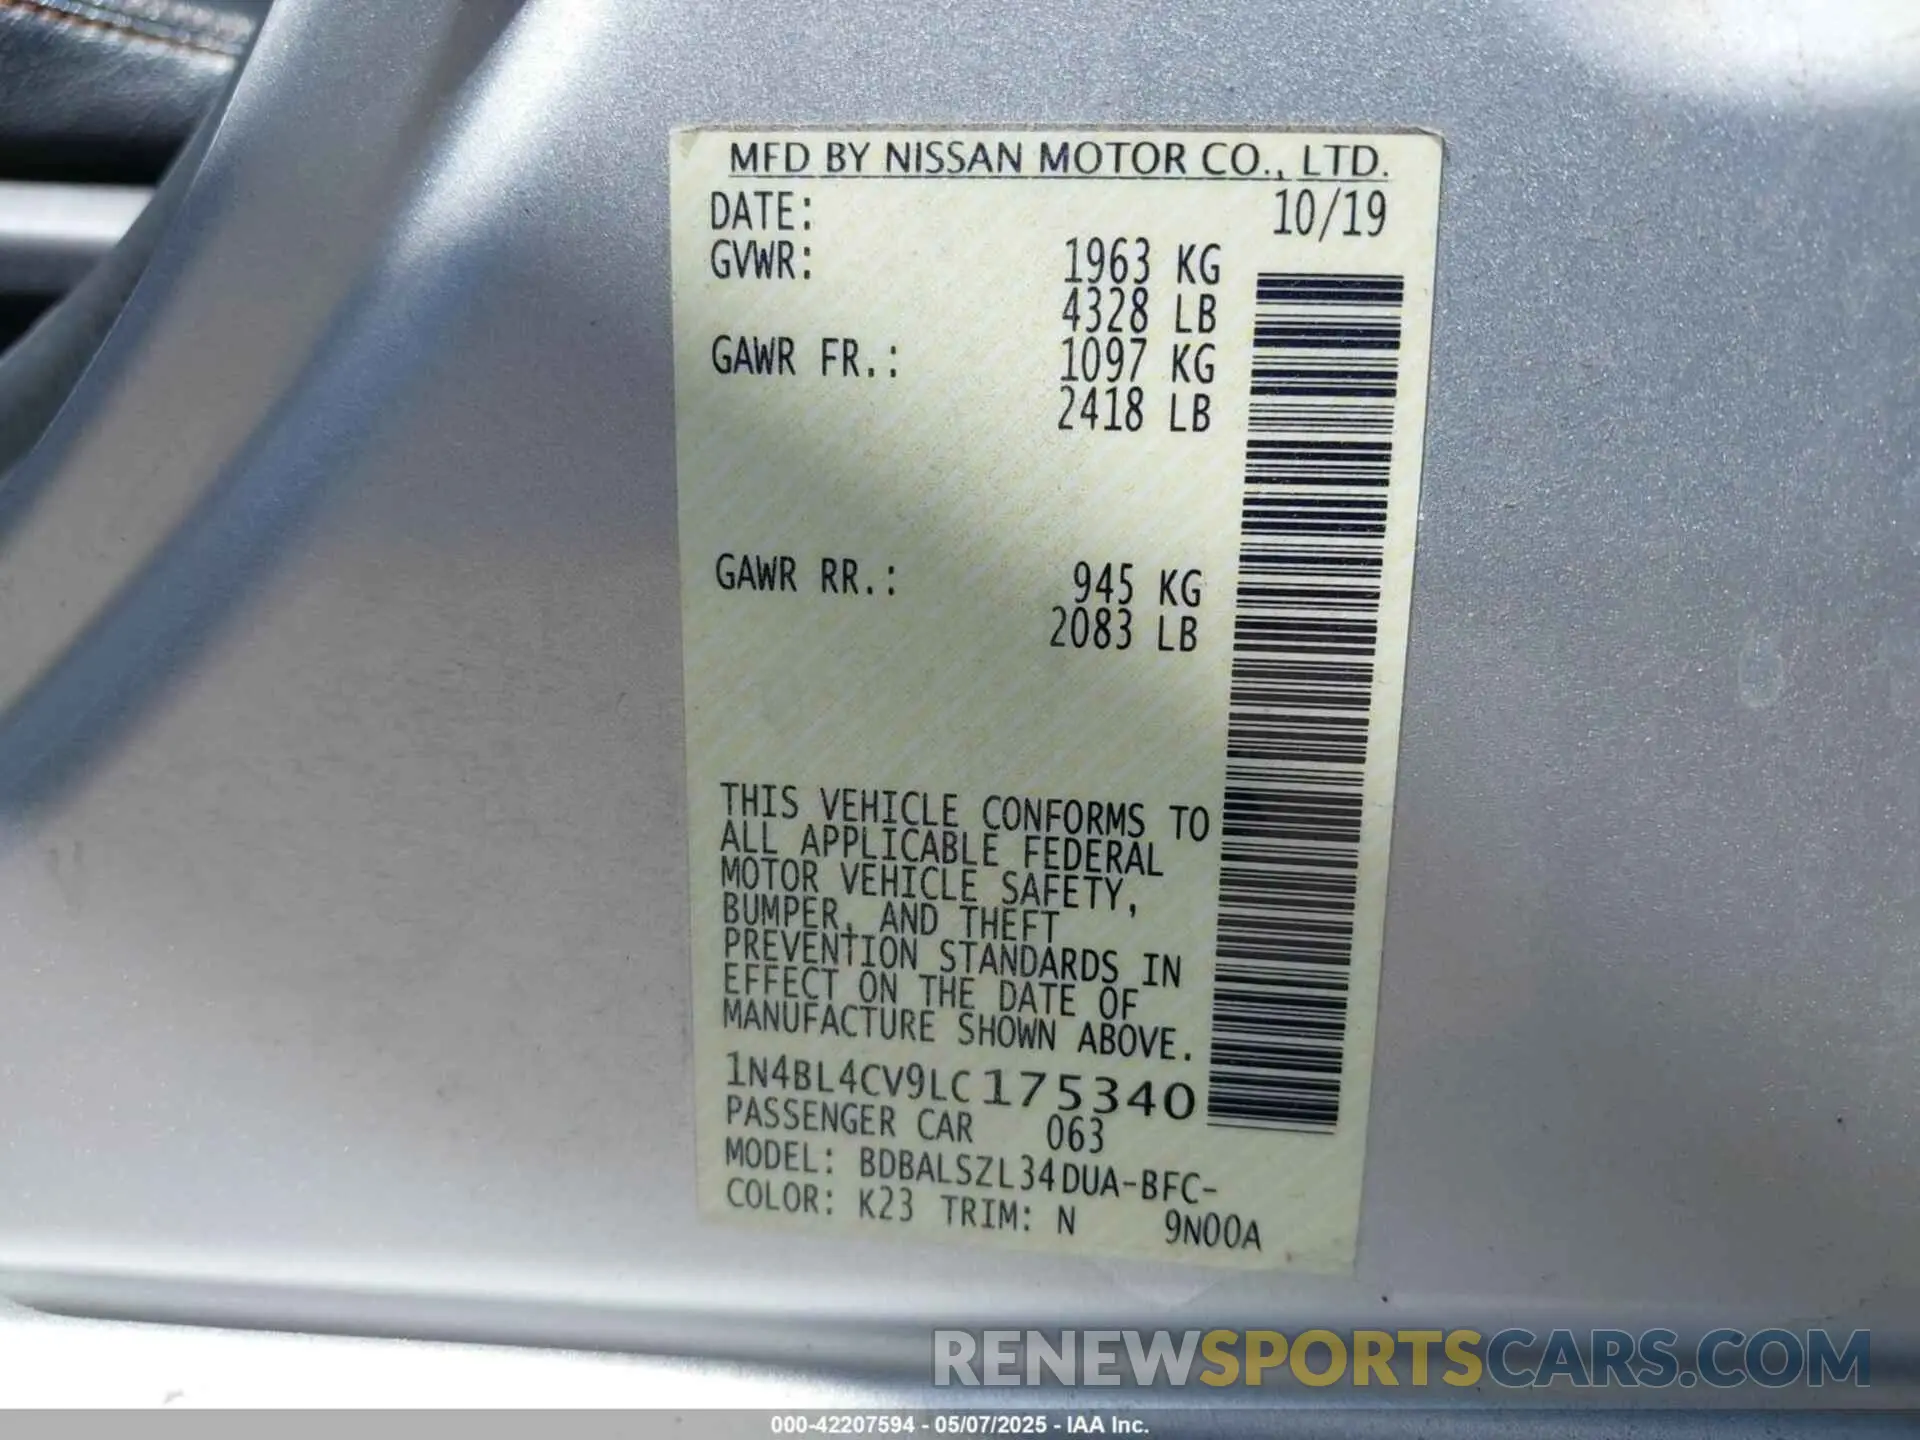 MFD BY NISSAN MOTOR CO., LTD.
DATE: 10/19
GVWR: 1963 KG
4328 LB
GAWR FR.: 1097 KG
2418 LB
GAWR RR.: 945 KG
2083 LB
THIS VEHICLE CONFORMS TO
ALL APPLICABLE FEDERAL
MOTOR VEHICLE SAFETY,
BUMPER, AND THEFT
PREVENTION STANDARDS IN
EFFECT ON THE DATE OF
MANUFACTURE SHOWN ABOVE.
1N4BL4CV9LC175340
PASSENGER CAR 063
MODEL: BDBALSZL34DUA-BFC-
COLOR: K23 TRIM: N 9N00A
RENEWSPORTSCARS.COM
000-42207594 - 05/07/2025 - IAA Inc.